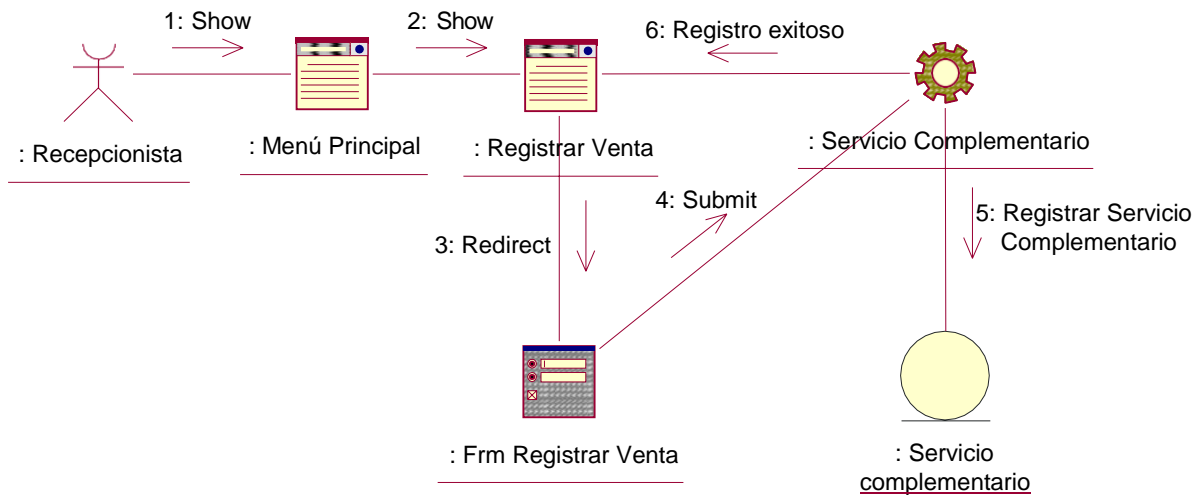 1: Show
2: Show
6: Registro exitoso
: Recepcionista
: Menú Principal
: Registrar Venta
: Servicio Complementario
3: Redirect
4: Submit
5: Registrar Servicio
Complementario
: Frm Registrar Venta
: Servicio
complementario